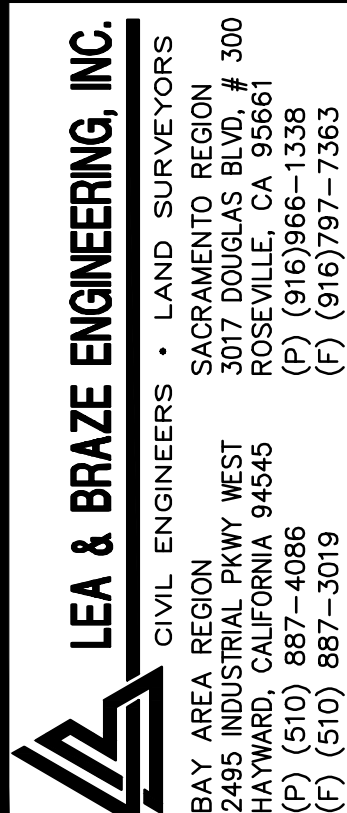 LEA & BRAZE ENGINEERING, INC.
CIVIL ENGINEERS • LAND SURVEYORS
BAY AREA REGION
2495 INDUSTRIAL PKWY WEST
HAYWARD, CALIFORNIA 94545
(P) (510) 887-4086
(F) (510) 887-3019
SACRAMENTO REGION
3017 DOUGLAS BLVD, # 300
ROSEVILLE, CA 95661
(P) (916)966-1338
(F) (916)797-7363